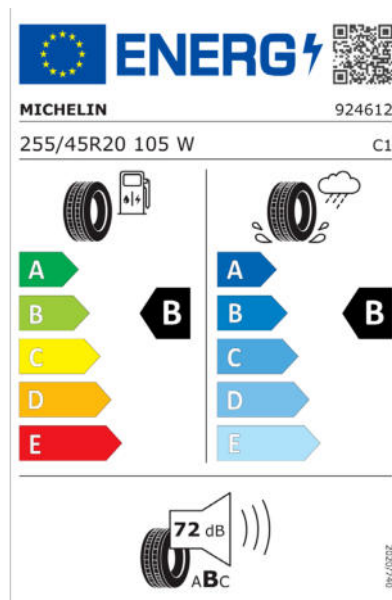 ENERG
MICHELIN 924612
255/45R20 105 W C1
A A
B B B B
C C
D D
E E
72 dB
ABC
2020/740